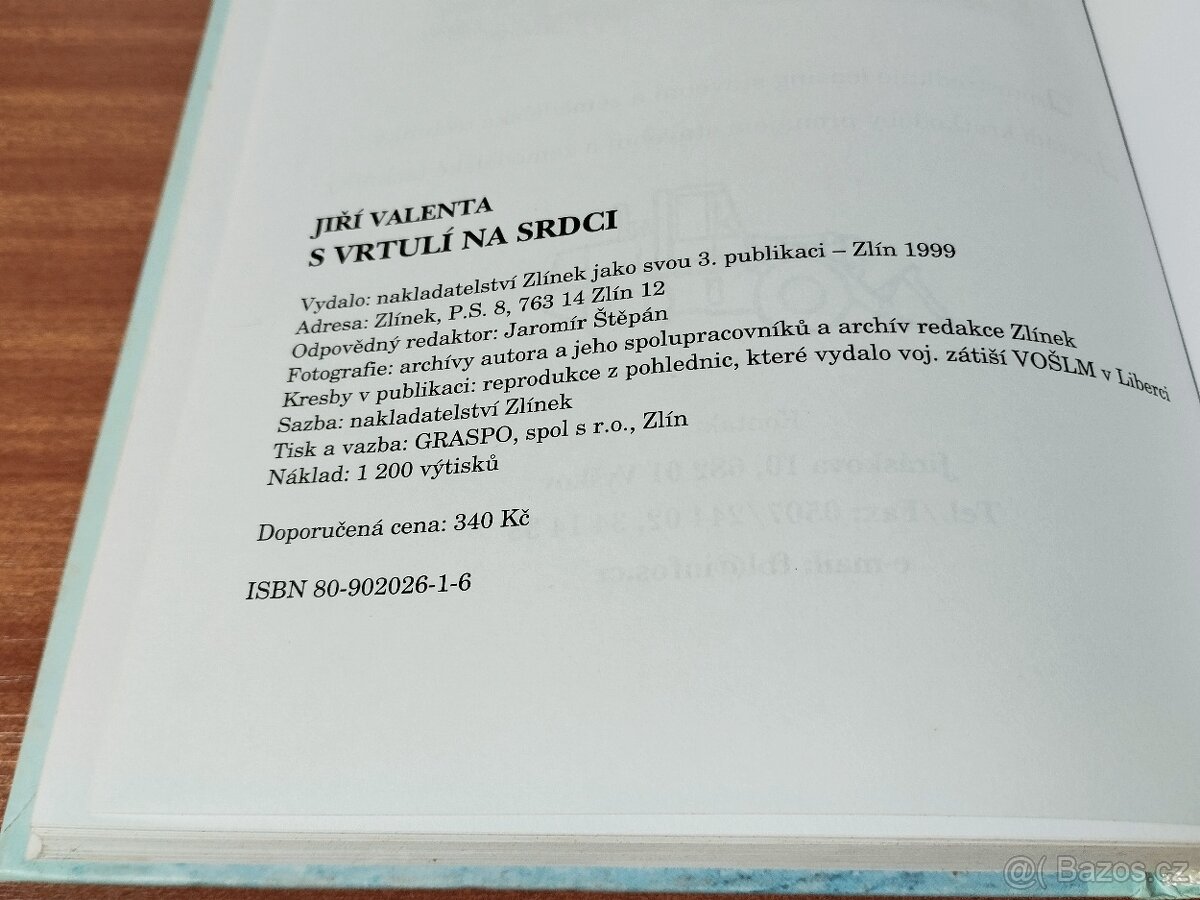 JIŘÍ VALENTA
S VRTULÍ NA SRDCI
Vydalo: nakladatelství Zlínek jako svou 3. publikaci – Zlín 1999
Adresa: Zlínek, P.S. 8, 763 14 Zlín 12
Odpovědný redaktor: Jaromír Štěpán
Fotografie: archívy autora a jeho spolupracovníků a archív redakce Zlínek
Kresby v publikaci: reprodukce z pohlednic, které vydalo voj. zátiší VOŠLM v Liberci
Sazba: nakladatelství Zlínek
Tisk a vazba: GRASPO, spol s r.o., Zlín
Náklad: 1 200 výtisků
Doporučená cena: 340 Kč
ISBN 80-902026-1-6
@( Bazos.cz